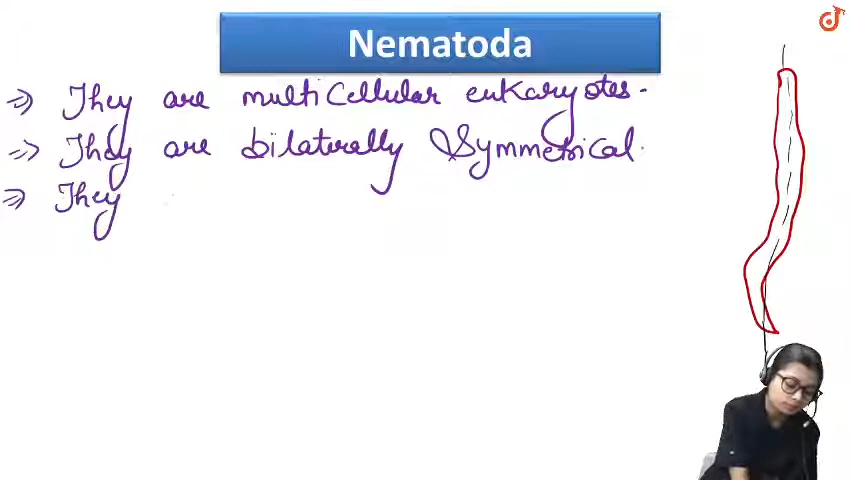 Nematoda
=> They are multicellular eukaryotes.
=> They are bilaterally Symmetrical.
=> They